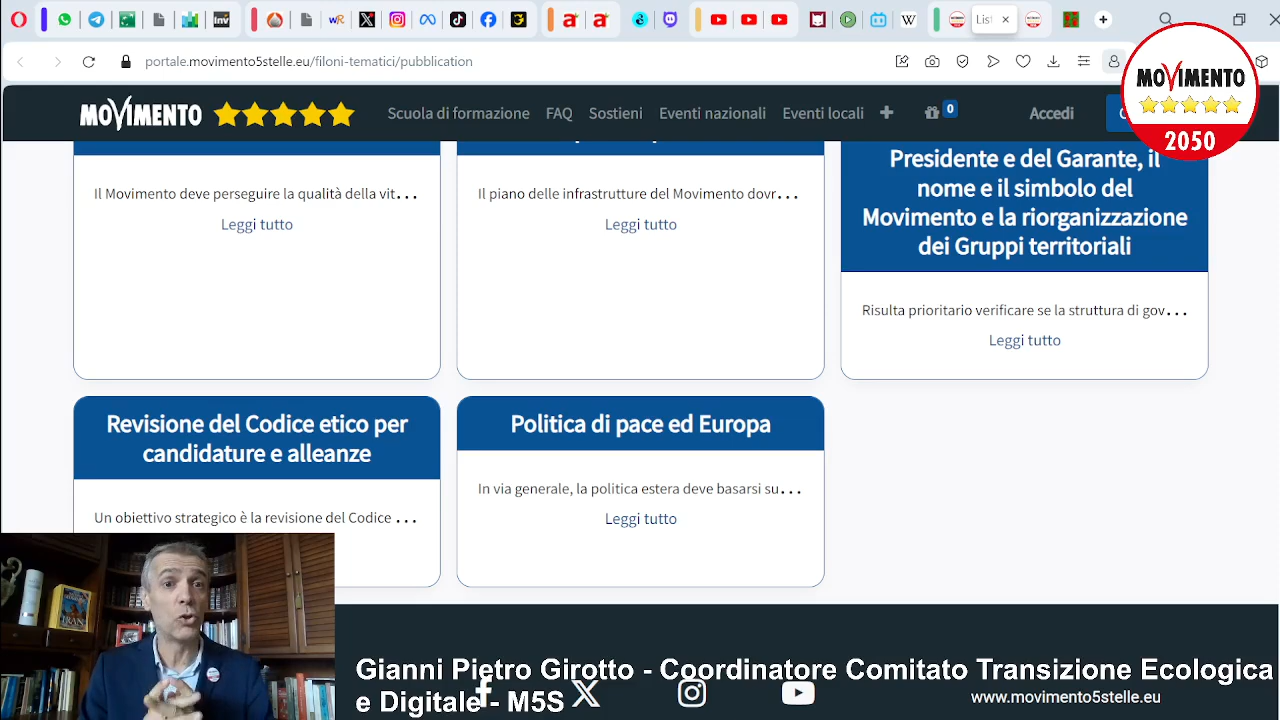 portale.movimento5stelle.eu/filoni-tematici/pubblication
MOVIMENTO
Scuola di formazione FAQ Sostieni Eventi nazionali Eventi locali 0 Accedi
MOVIMENTO
2050
Il Movimento deve perseguire la qualità della vit...
Leggi tutto
Il piano delle infrastrutture del Movimento dovr...
Leggi tutto
Presidente e del Garante, il
nome e il simbolo del
Movimento e la riorganizzazione
dei Gruppi territoriali
Risulta prioritario verificare se la struttura di gov...
Leggi tutto
Revisione del Codice etico per
candidature e alleanze
Un obiettivo strategico è la revisione del Codice ...
Politica di pace ed Europa
In via generale, la politica estera deve basarsi su...
Leggi tutto
Gianni Pietro Girotto - Coordinatore Comitato Transizione Ecologica
e Digitale - M5S
www.movimento5stelle.eu